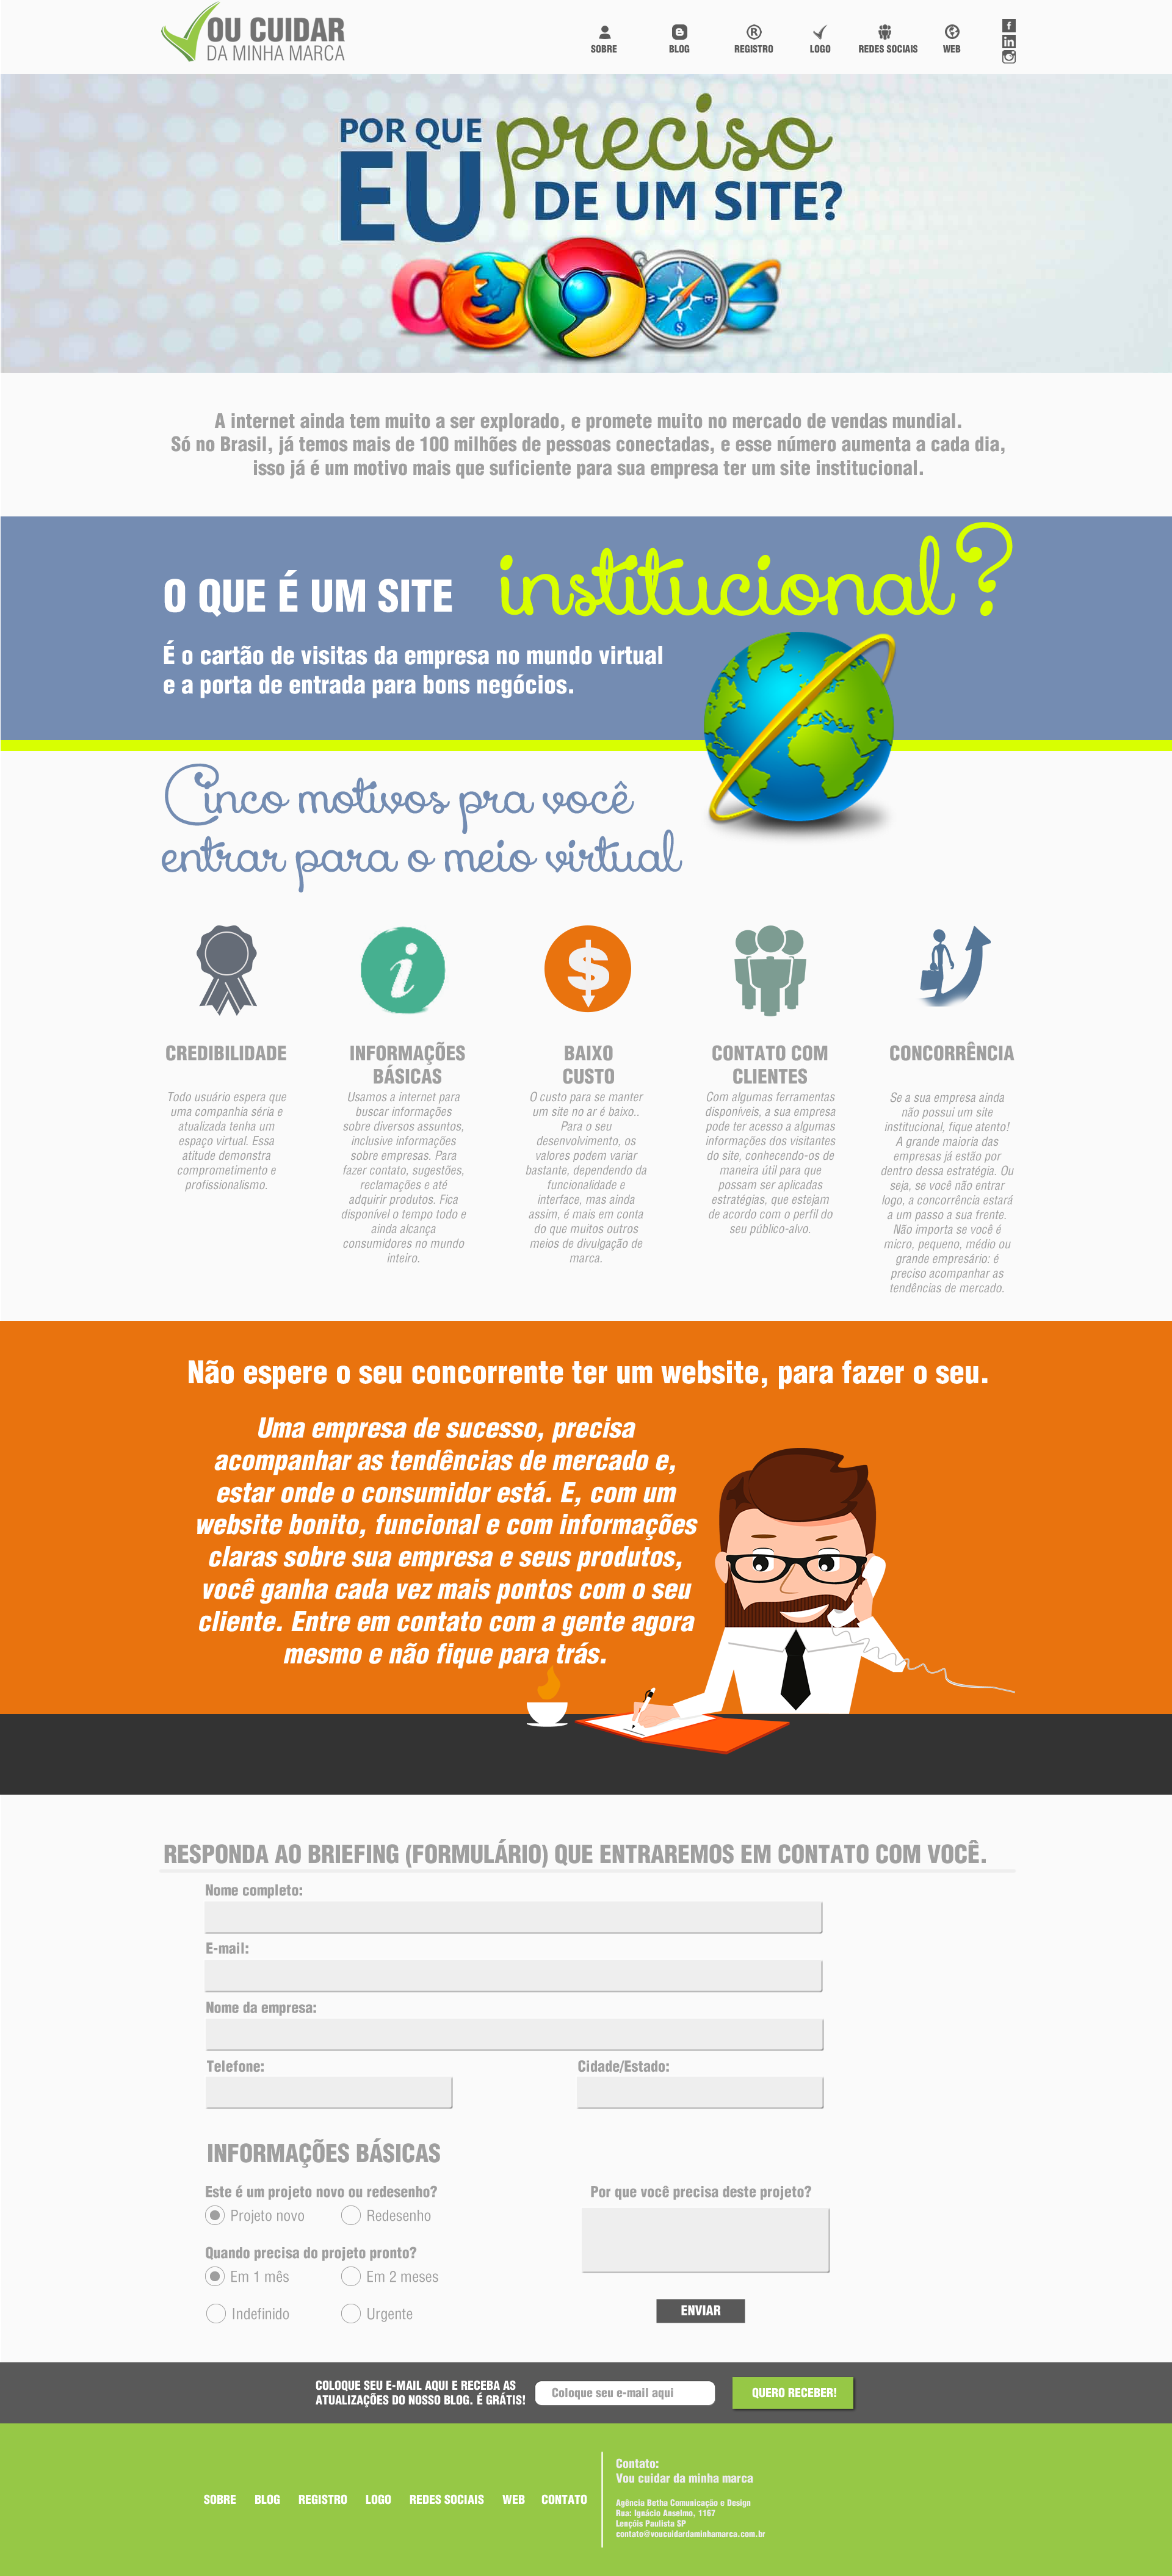 VOU CUIDAR
DA MINHA MARCA
SOBRE
BLOG
REGISTRO
LOGO
REDES SOCIAIS
WEB
POR QUE
EU preciso
DE UM SITE?
A internet ainda tem muito a ser explorado, e promete muito no mercado de vendas mundial.
Só no Brasil, já temos mais de 100 milhões de pessoas conectadas, e esse número aumenta a cada dia,
isso já é um motivo mais que suficiente para sua empresa ter um site institucional.
O QUE É UM SITE institucional?
É o cartão de visitas da empresa no mundo virtual
e a porta de entrada para bons negócios.
Cinco motivos pra você
entrar para o meio virtual
CREDIBILIDADE
Todo usuário espera que
uma companhia séria e
atualizada tenha um
espaço virtual. Essa
atitude demonstra
comprometimento e
profissionalismo.
INFORMAÇÕES
BÁSICAS
Usamos a internet para
buscar informações
sobre diversos assuntos,
inclusive informações
sobre empresas. Para
fazer contato, sugestões,
reclamações e até
adquirir produtos. Fica
disponível o tempo todo e
ainda alcança
consumidores no mundo
inteiro.
BAIXO
CUSTO
O custo para se manter
um site no ar é baixo..
Para o seu
desenvolvimento, os
valores podem variar
bastante, dependendo da
funcionalidade e
interface, mas ainda
assim, é mais em conta
do que muitos outros
meios de divulgação de
marca.
CONTATO COM
CLIENTES
Com algumas ferramentas
disponíveis, a sua empresa
pode ter acesso a algumas
informações dos visitantes
do site, conhecendo-os de
maneira útil para que
possam ser aplicadas
estratégias, que estejam
de acordo com o perfil do
seu público-alvo.
CONCORRÊNCIA
Se a sua empresa ainda
não possui um site
institucional, fique atento!
A grande maioria das
empresas já estão por
dentro dessa estratégia. Ou
seja, se você não entrar
logo, a concorrência estará
a um passo a sua frente.
Não importa se você é
micro, pequeno, médio ou
grande empresário: é
preciso acompanhar as
tendências de mercado.
Não espere o seu concorrente ter um website, para fazer o seu.
Uma empresa de sucesso, precisa
acompanhar as tendências de mercado e,
estar onde o consumidor está. E, com um
website bonito, funcional e com informações
claras sobre sua empresa e seus produtos,
você ganha cada vez mais pontos com o seu
cliente. Entre em contato com a gente agora
mesmo e não fique para trás.
RESPONDA AO BRIEFING (FORMULÁRIO) QUE ENTRAREMOS EM CONTATO COM VOCÊ.
Nome completo:
E-mail:
Nome da empresa:
Telefone:
Cidade/Estado:
INFORMAÇÕES BÁSICAS
Este é um projeto novo ou redesenho?
Projeto novo
Redesenho
Quando precisa do projeto pronto?
Em 1 mês
Em 2 meses
Indefinido
Urgente
Por que você precisa deste projeto?
ENVIAR
COLOQUE SEU E-MAIL AQUI E RECEBA AS
ATUALIZAÇÕES DO NOSSO BLOG. É GRÁTIS!
Coloque seu e-mail aqui
QUERO RECEBER!
SOBRE
BLOG
REGISTRO
LOGO
REDES SOCIAIS
WEB
CONTATO
Contato:
Vou cuidar da minha marca
Agência Betha Comunicação e Design
Rua: Ignácio Anselmo, 1167
Lençóis Paulista SP
contato@voucuidardaminhamarca.com.br